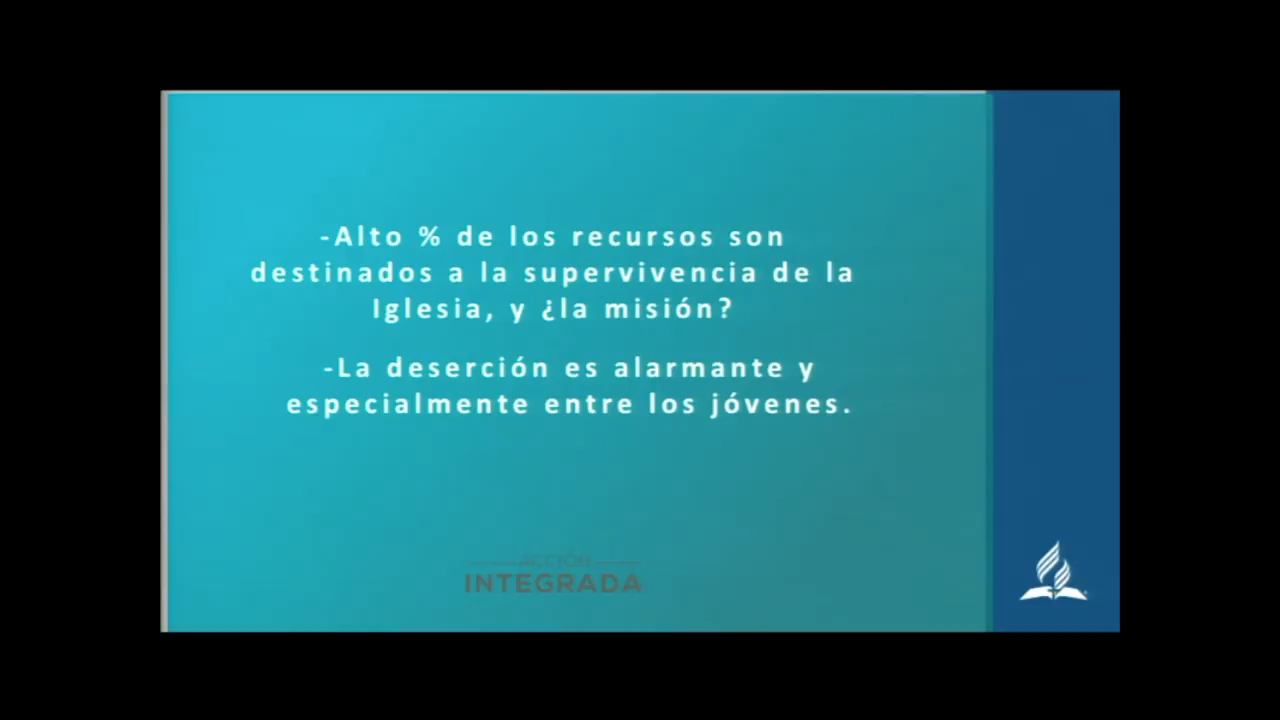 -Alto % de los recursos son
destinados a la supervivencia de la
Iglesia, y ¿la misión?
-La deserción es alarmante y
especialmente entre los jóvenes.
ACCIÓN
INTEGRADA